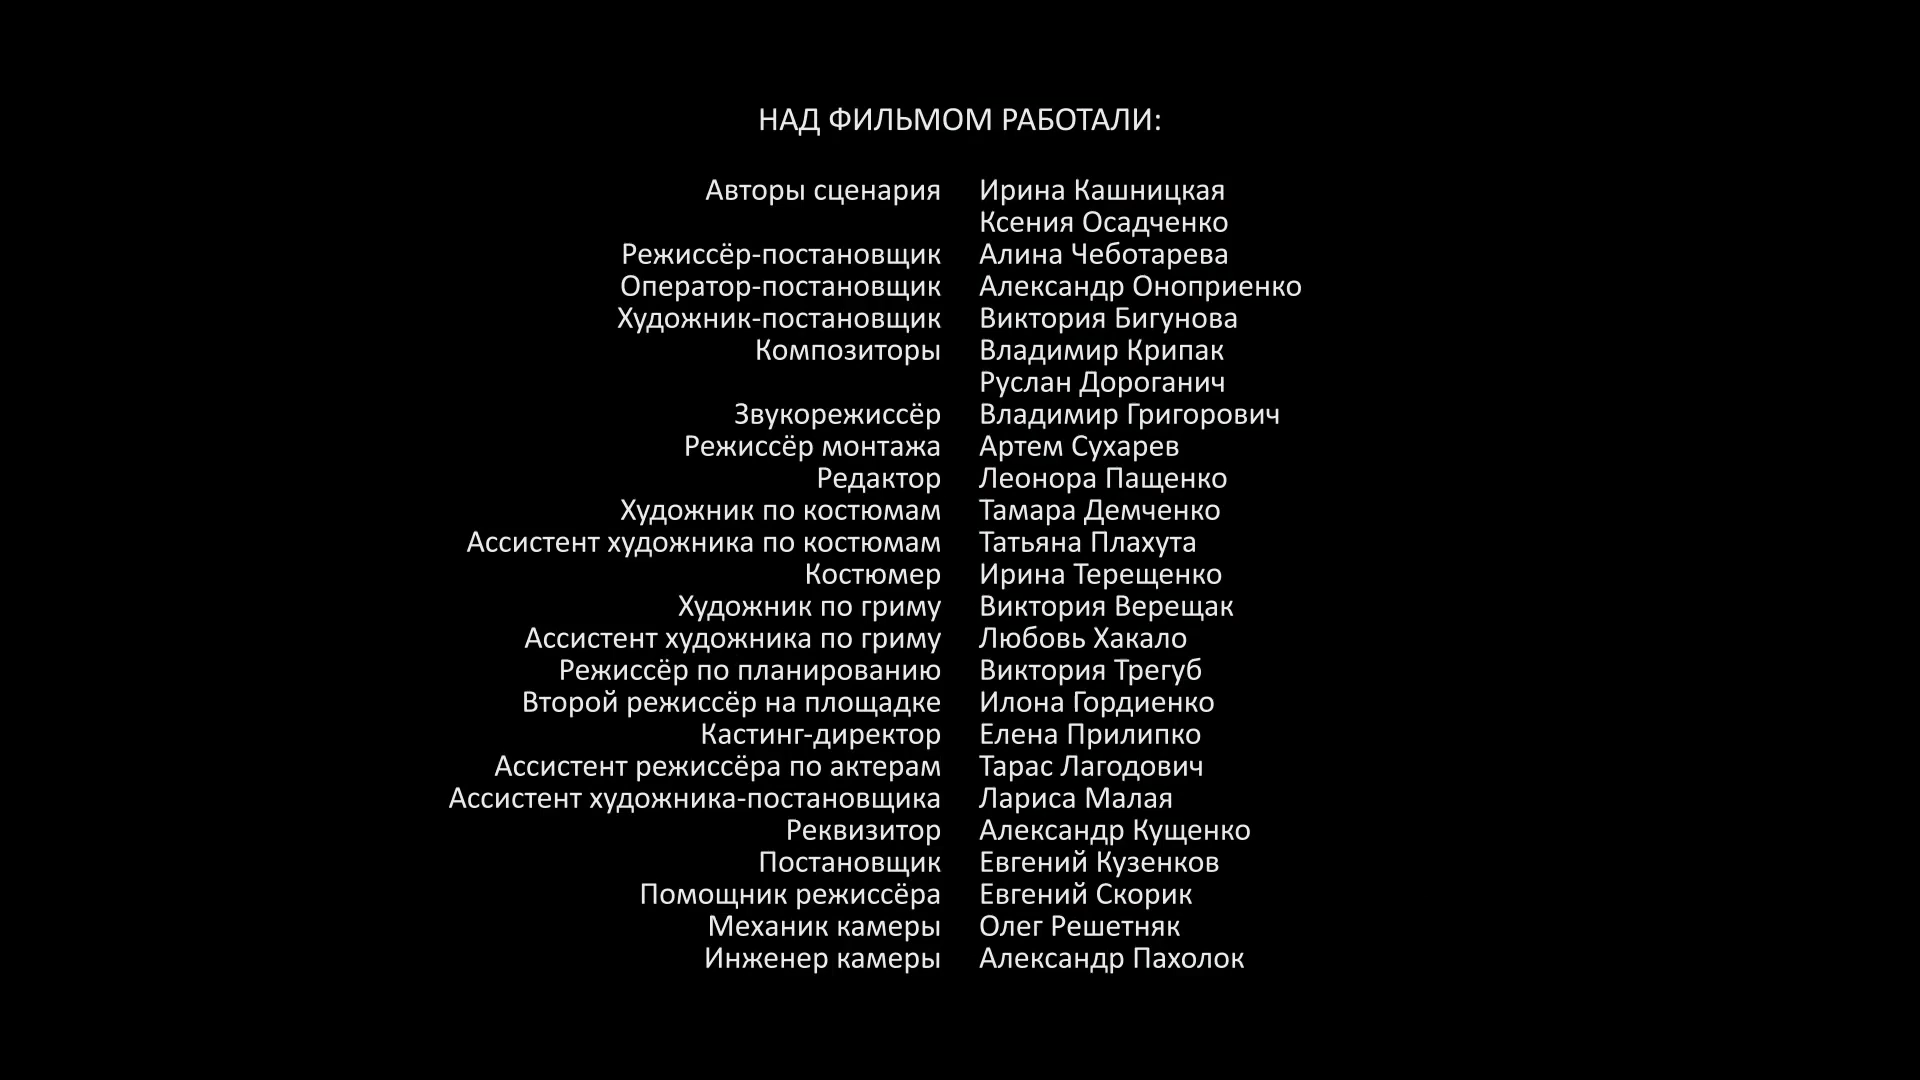 НАД ФИЛЬМОМ РАБОТАЛИ:
Авторы сценария Ирина Кашницкая
Ксения Осадченко
Режиссёр-постановщик Алина Чеботарева
Оператор-постановщик Александр Оноприенко
Художник-постановщик Виктория Бигунова
Композиторы Владимир Крипак
Руслан Дороганич
Звукорежиссёр Владимир Григорович
Режиссёр монтажа Артем Сухарев
Редактор Леонора Пащенко
Художник по костюмам Тамара Демченко
Ассистент художника по костюмам Татьяна Плахута
Костюмер Ирина Терещенко
Художник по гриму Виктория Верещак
Ассистент художника по гриму Любовь Хакало
Режиссёр по планированию Виктория Трегуб
Второй режиссёр на площадке Илона Гордиенко
Кастинг-директор Елена Прилипко
Ассистент режиссёра по актерам Тарас Лагодович
Ассистент художника-постановщика Лариса Малая
Реквизитор Александр Кущенко
Постановщик Евгений Кузенков
Помощник режиссёра Евгений Скорик
Механик камеры Олег Решетняк
Инженер камеры Александр Пахолок